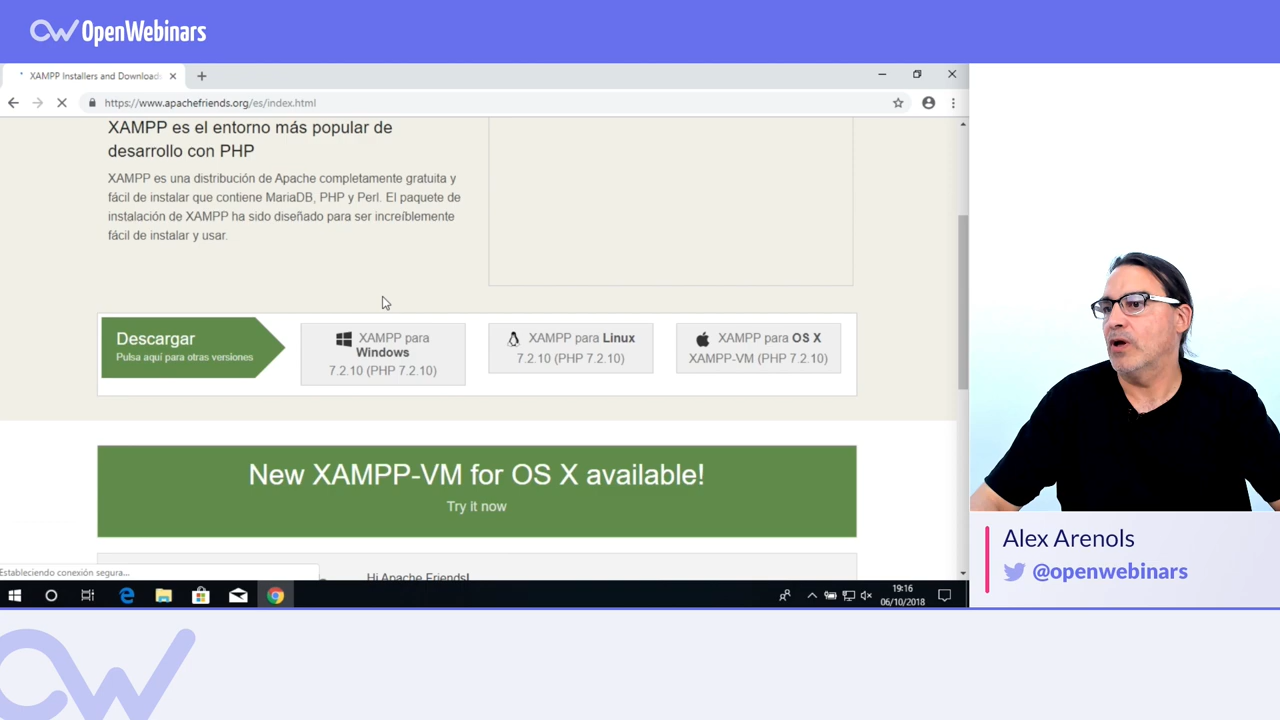 OpenWebinars
XAMPP Installers and Download
https://www.apachefriends.org/es/index.html
XAMPP es el entorno más popular de
desarrollo con PHP
XAMPP es una distribución de Apache completamente gratuita y
fácil de instalar que contiene MariaDB, PHP y Perl. El paquete de
instalación de XAMPP ha sido diseñado para ser increíblemente
fácil de instalar y usar.
Descargar
Pulsa aquí para otras versiones
XAMPP para
Windows
7.2.10 (PHP 7.2.10)
XAMPP para Linux
7.2.10 (PHP 7.2.10)
XAMPP para OS X
XAMPP-VM (PHP 7.2.10)
New XAMPP-VM for OS X available!
Try it now
Hi Apache Friends!
Estableciendo conexión segura...
19:16
06/10/2018
Alex Arenols
@openwebinars